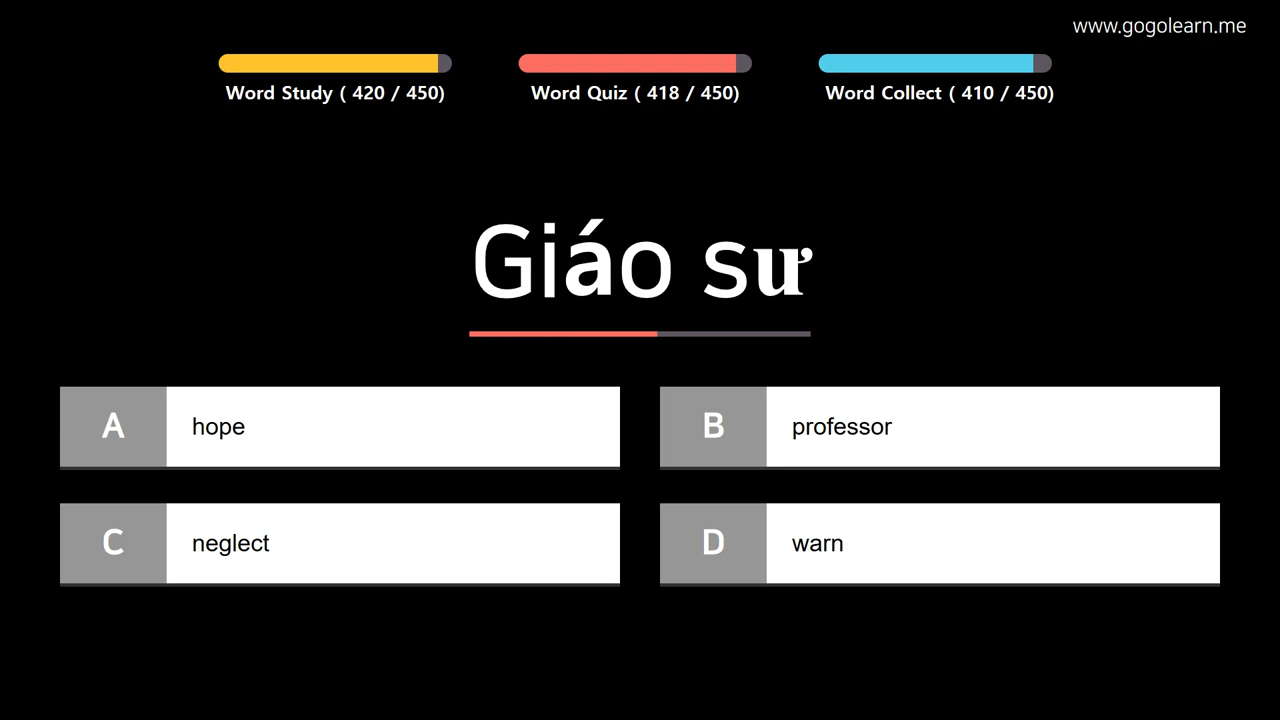 www.gogolearn.me
Word Study ( 420 / 450)
Word Quiz ( 418 / 450)
Word Collect ( 410 / 450)
Giáo sư
A
hope
B
professor
C
neglect
D
warn